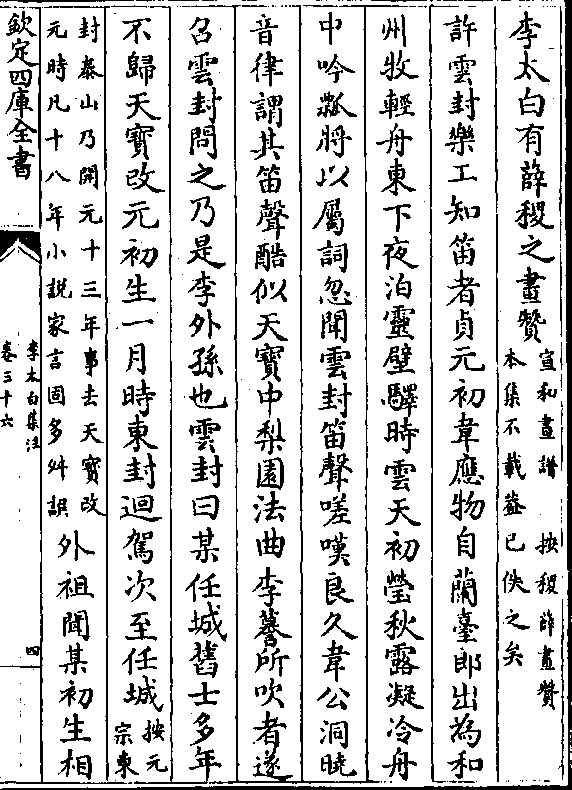 李太白有薛稷之畫贊
宣和畫譜 按稷薛畫贊
本集不載葢已佚之矣
許雲封樂工知笛者貞元初韋應物自蘭臺郎出為和
州牧輕舟東下夜泊靈壁驛時雲天初瑩秋露凝冷舟
中吟瓢將以屬詞忽聞雲封笛聲嗟嘆良久韋公洞曉
音律謂其笛聲酷似天寶中梨園法曲李謩所吹者遂
召雲封問之乃是李外孫也雲封曰某任城舊士多年
不歸天寶改元初生一月時東封迴駕次至任城
按元
宗東
封泰山乃開元十三年事去天寶改
元時凡十八年小說家言固多舛誤
外祖聞某初生相
欽定四庫全書
李太白集注
卷三十六
四